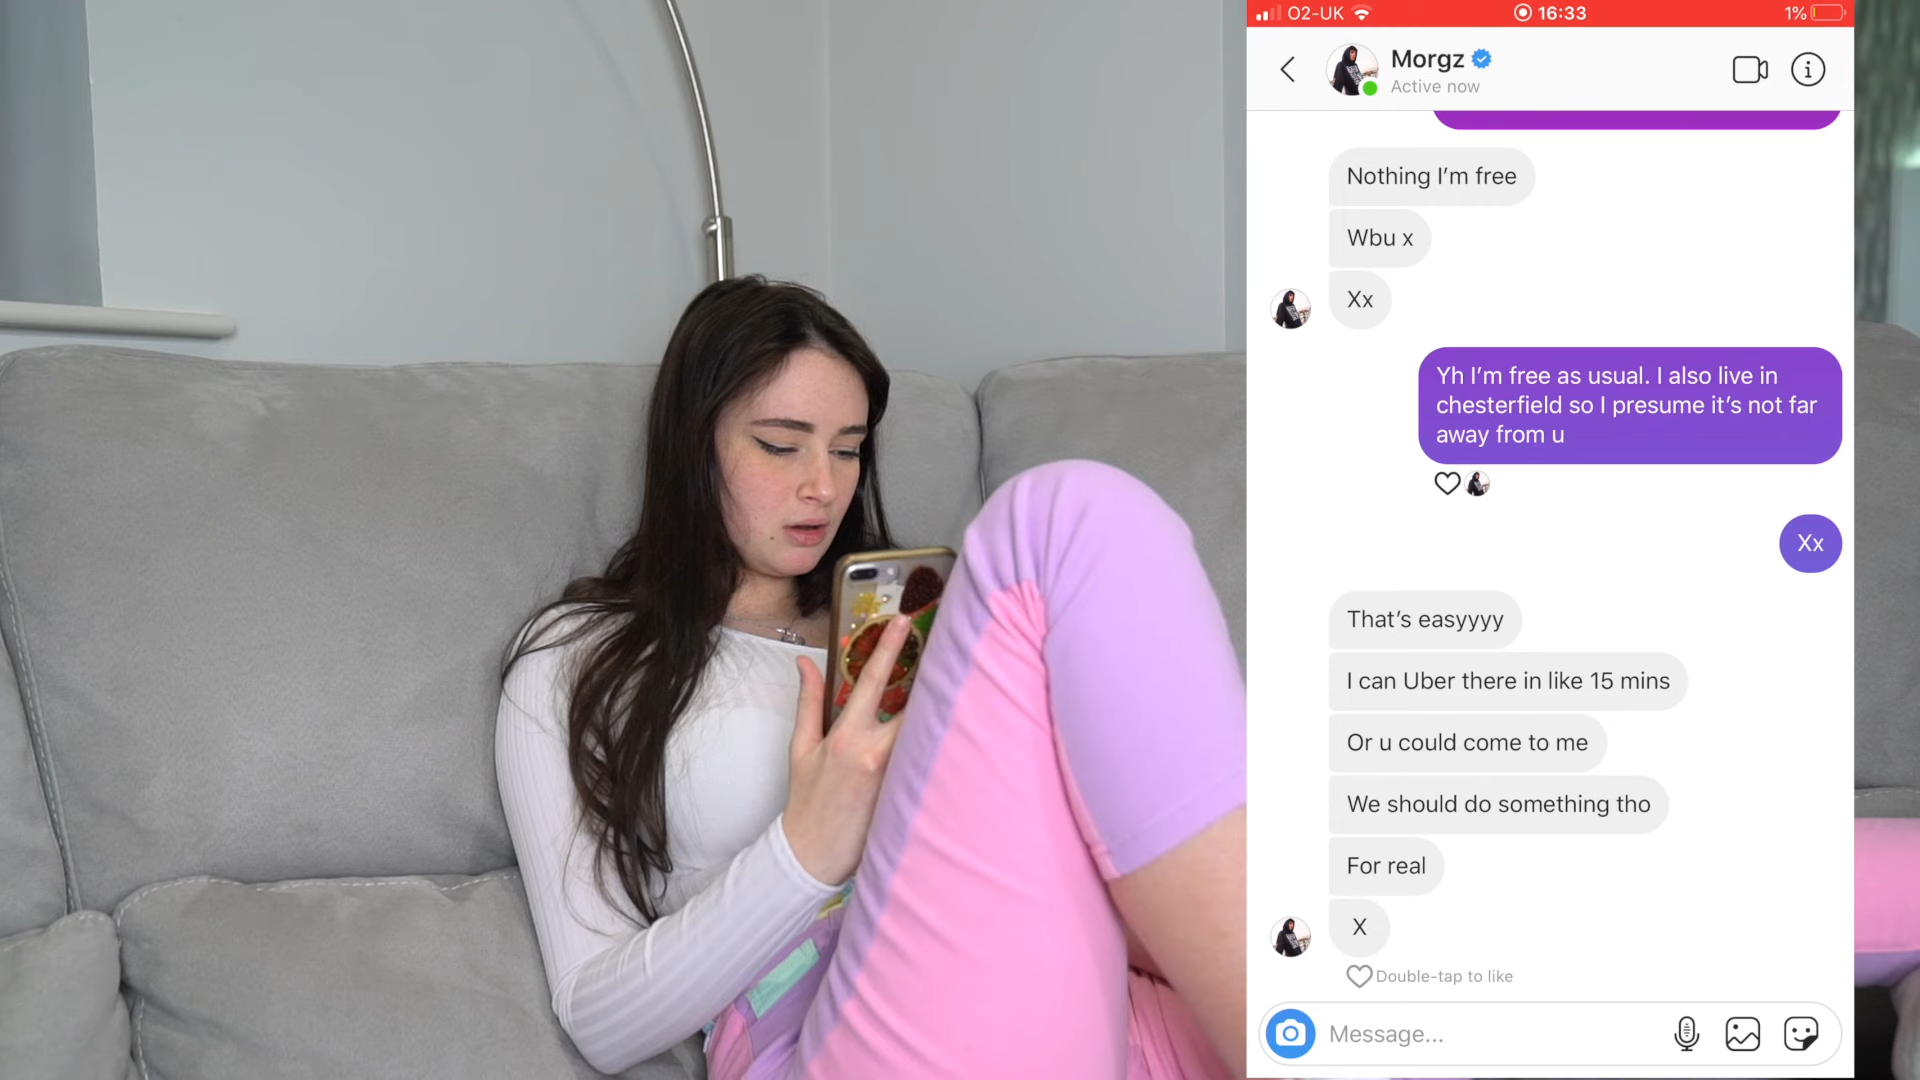 O2-UK
16:33
1%
Morgz
Active now
Nothing I’m free
Wbu x
Xx
Yh I’m free as usual. I also live in
chesterfield so I presume it’s not far
away from u
Xx
That’s easyyyy
I can Uber there in like 15 mins
Or u could come to me
We should do something tho
For real
X
Double-tap to like
Message...